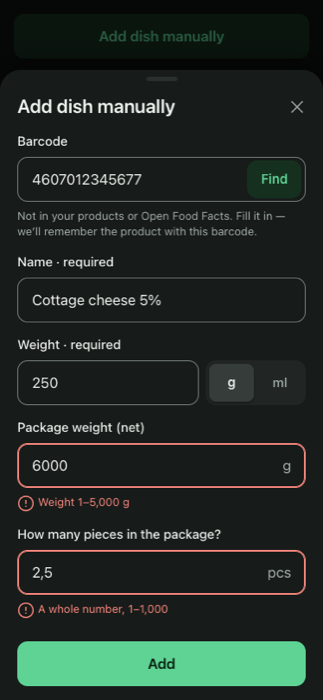 Add dish manually
Add dish manually
Barcode
4607012345677
Find
Not in your products or Open Food Facts. Fill it in —
we'll remember the product with this barcode.
Name · required
Cottage cheese 5%
Weight · required
250
g
ml
Package weight (net)
6000
g
Weight 1–5,000 g
How many pieces in the package?
2,5
pcs
A whole number, 1–1,000
Add